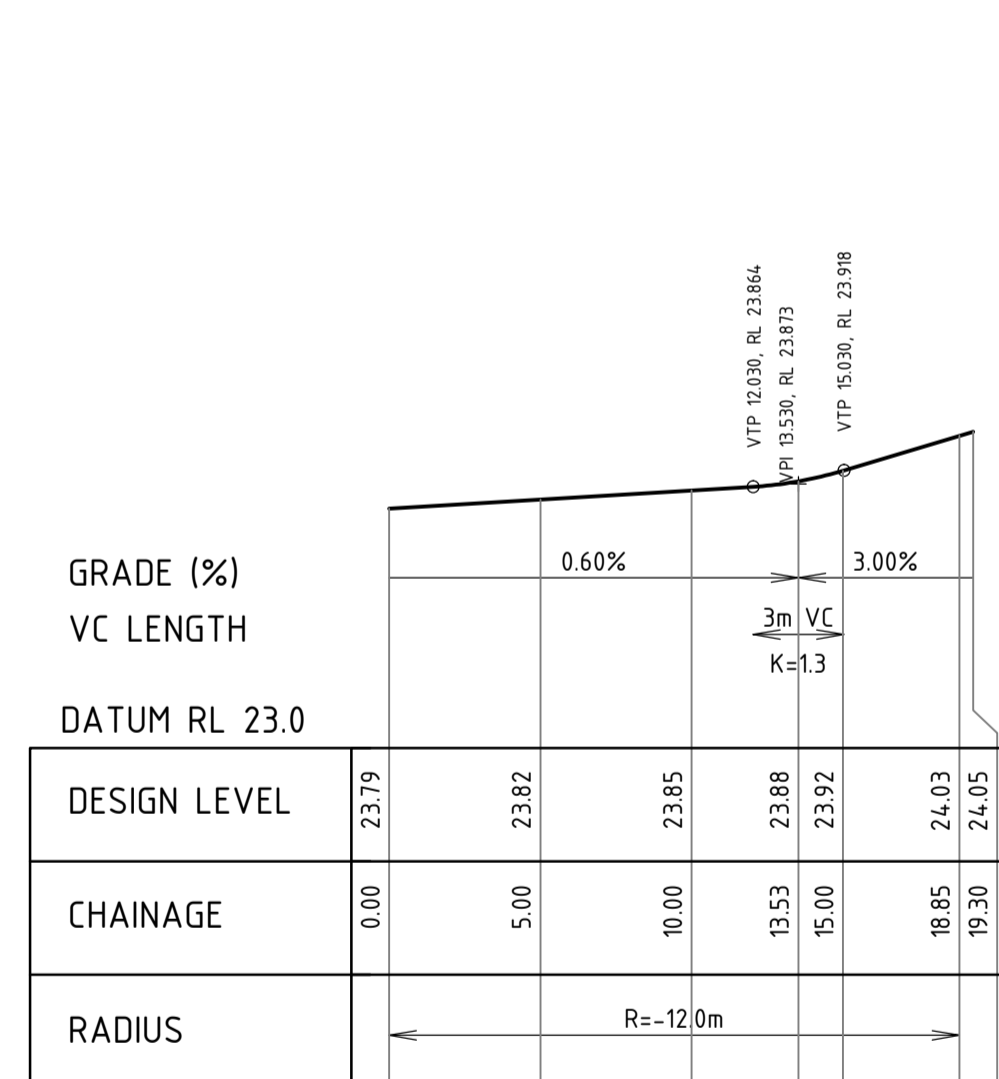 VTP 12.030, RL 23.864
VPI 13.530, RL 23.873
VTP 15.030, RL 23.918
GRADE (%)
0.60%
3.00%
VC LENGTH
3m VC
K=1.3
DATUM RL 23.0
DESIGN LEVEL 23.79 23.82 23.85 23.88 23.92 24.03 24.05
CHAINAGE 0.00 5.00 10.00 13.53 15.00 18.85 19.30
RADIUS R=-12.0m